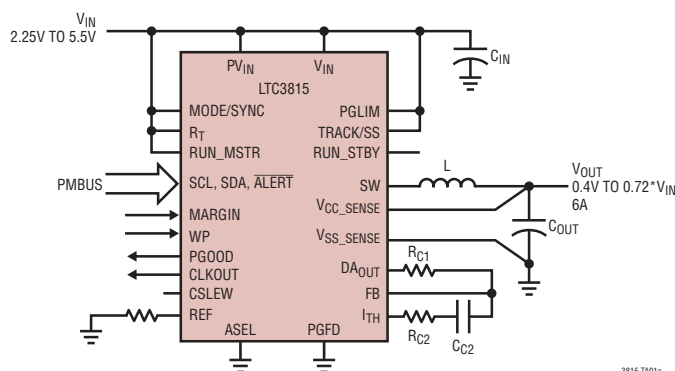 VIN
2.25V TO 5.5V
CIN
PVIN
VIN
LTC3815
MODE/SYNC
RT
RUN_MSTR
PMBUS
SCL, SDA, ALERT
MARGIN
WP
PGOOD
CLKOUT
CSLEW
REF
ASEL
PGFD
PGLIM
TRACK/SS
RUN_STBY
SW
L
VCC_SENSE
VSS_SENSE
DAOUT
RC1
FB
ITH
RC2
CC2
VOUT
0.4V TO 0.72*VIN
6A
COUT
3815 TA01a